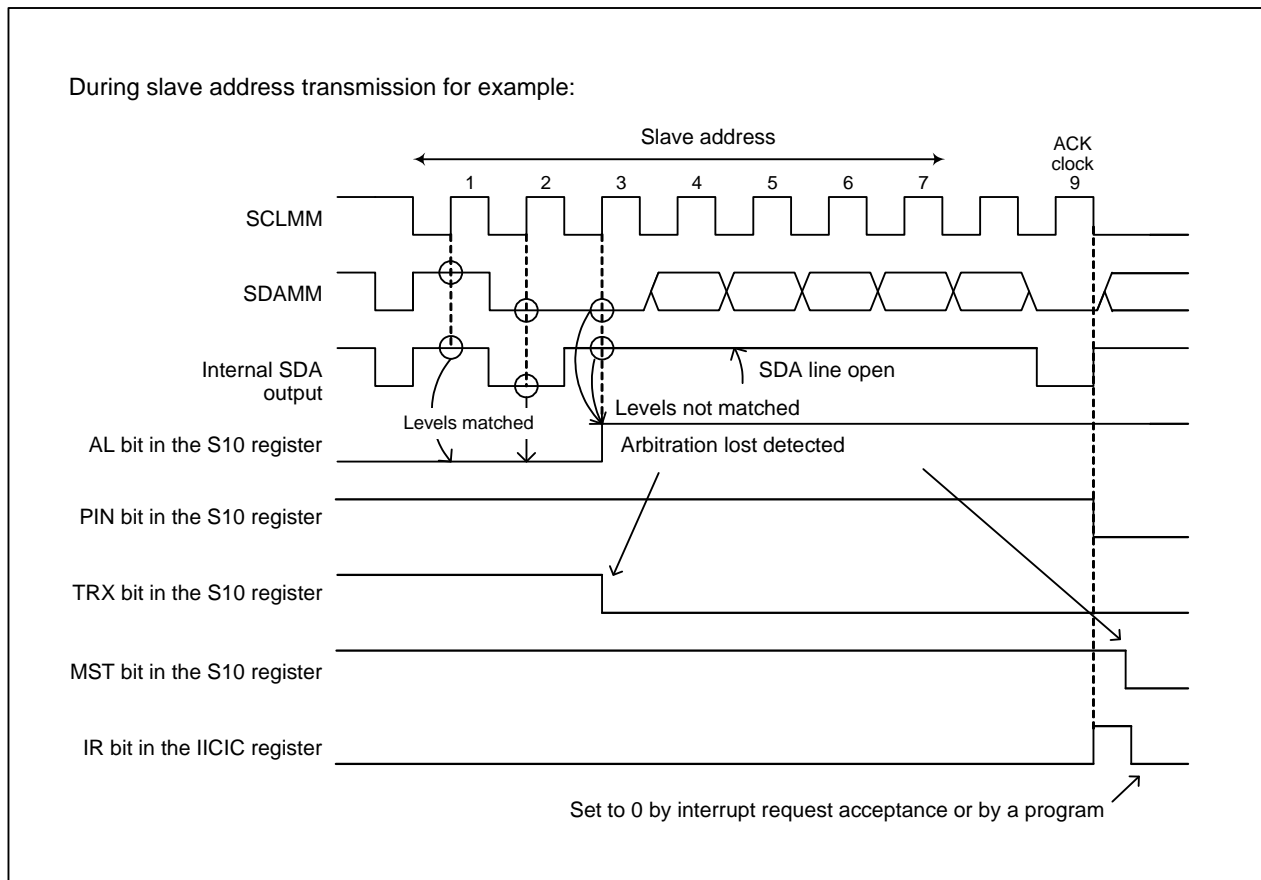 During slave address transmission for example:
Slave address
ACK
clock
1 2 3 4 5 6 7 9
SCLMM
SDAMM
Internal SDA
output
SDA line open
Levels matched
Levels not matched
AL bit in the S10 register
Arbitration lost detected
PIN bit in the S10 register
TRX bit in the S10 register
MST bit in the S10 register
IR bit in the IICIC register
Set to 0 by interrupt request acceptance or by a program